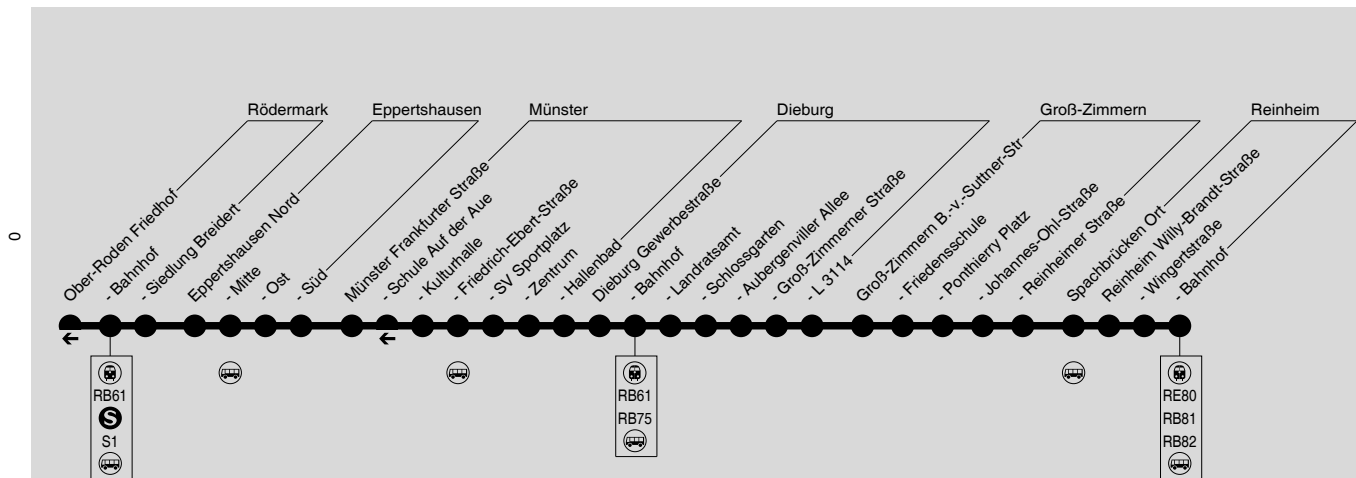 Rödermark
Eppertshausen
Münster
Dieburg
Groß-Zimmern
Reinheim
Ober-Roden Friedhof
- Bahnhof
- Siedlung Breidert
Eppertshausen Nord
- Mitte
- Ost
- Süd
Münster Frankfurter Straße
- Schule Auf der Aue
- Kulturhalle
- Friedrich-Ebert-Straße
- SV Sportplatz
- Zentrum
- Hallenbad
Dieburg Gewerbestraße
- Bahnhof
- Landratsamt
- Schlossgarten
- Aubergenviller Allee
- Groß-Zimmerner Straße
- L 3114
Groß-Zimmern B.-v.-Suttner-Str
- Friedensschule
- Ponthierry Platz
- Johannes-Ohl-Straße
- Reinheimer Straße
Spachbrücken Ort
Reinheim Willy-Brandt-Straße
- Wingertstraße
- Bahnhof
0
RB61
S
S1
RB61
RB75
RE80
RB81
RB82